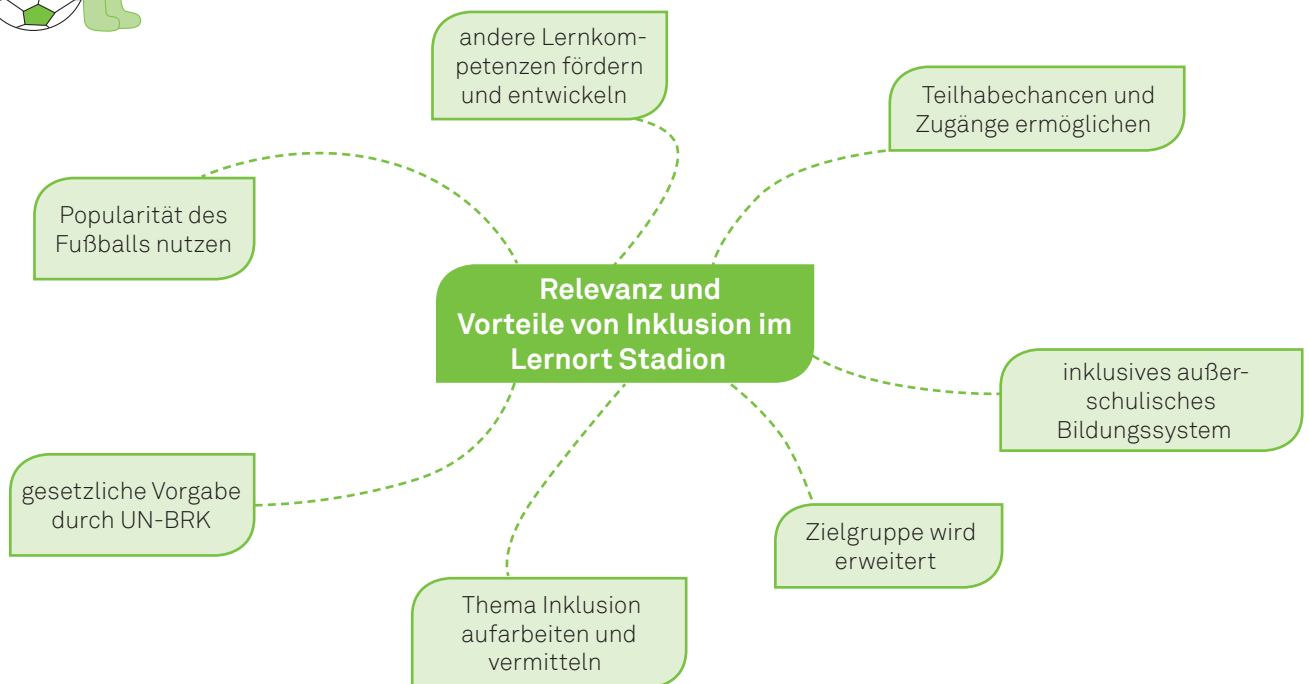 andere Lernkom-
petenzen fördern
und entwickeln
Teilhabechancen und
Zugänge ermöglichen
Popularität des
Fußballs nutzen
Relevanz und
Vorteile von Inklusion im
Lernort Stadion
inklusives außer-
schulisches
Bildungssystem
gesetzliche Vorgabe
durch UN-BRK
Zielgruppe wird
erweitert
Thema Inklusion
aufarbeiten und
vermitteln